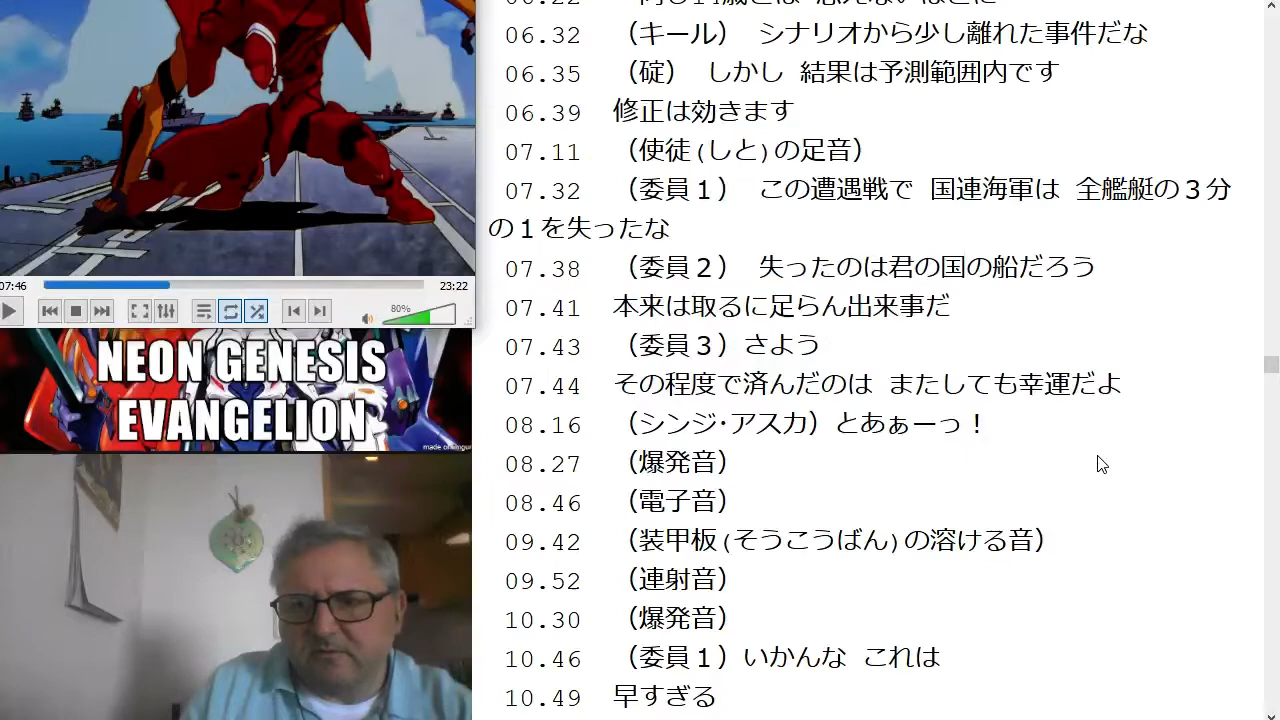 06.32 （キール） シナリオから少し離れた事件だな
06.35 （碇） しかし 結果は予測範囲内です
06.39 修正は効きます
07.11 （使徒(しと)の足音）
07.32 （委員１） この遭遇戦で 国連海軍は 全艦艇の３分
の１を失ったな
07.38 （委員２） 失ったのは君の国の船だろう
07.41 本来は取るに足らん出来事だ
07.43 （委員３）さよう
07.44 その程度で済んだのは またしても幸運だよ
08.16 （シンジ･アスカ）とあぁーっ！
08.27 （爆発音）
08.46 （電子音）
09.42 （装甲板(そうこうばん)の溶ける音）
09.52 （連射音）
10.30 （爆発音）
10.46 （委員１）いかんな これは
10.49 早すぎる
07:46
23:22
80%
NEON GENESIS
EVANGELION
made on imgur